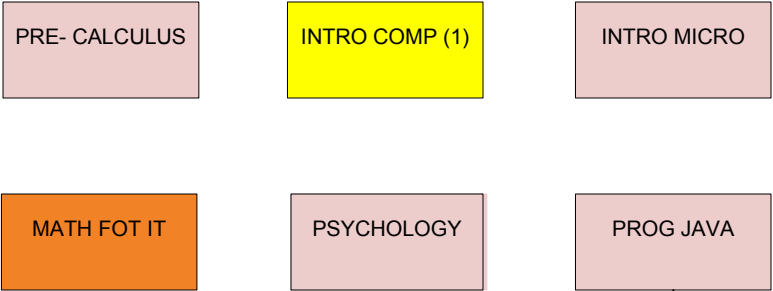 PRE- CALCULUS
INTRO COMP (1)
INTRO MICRO
MATH FOT IT
PSYCHOLOGY
PROG JAVA